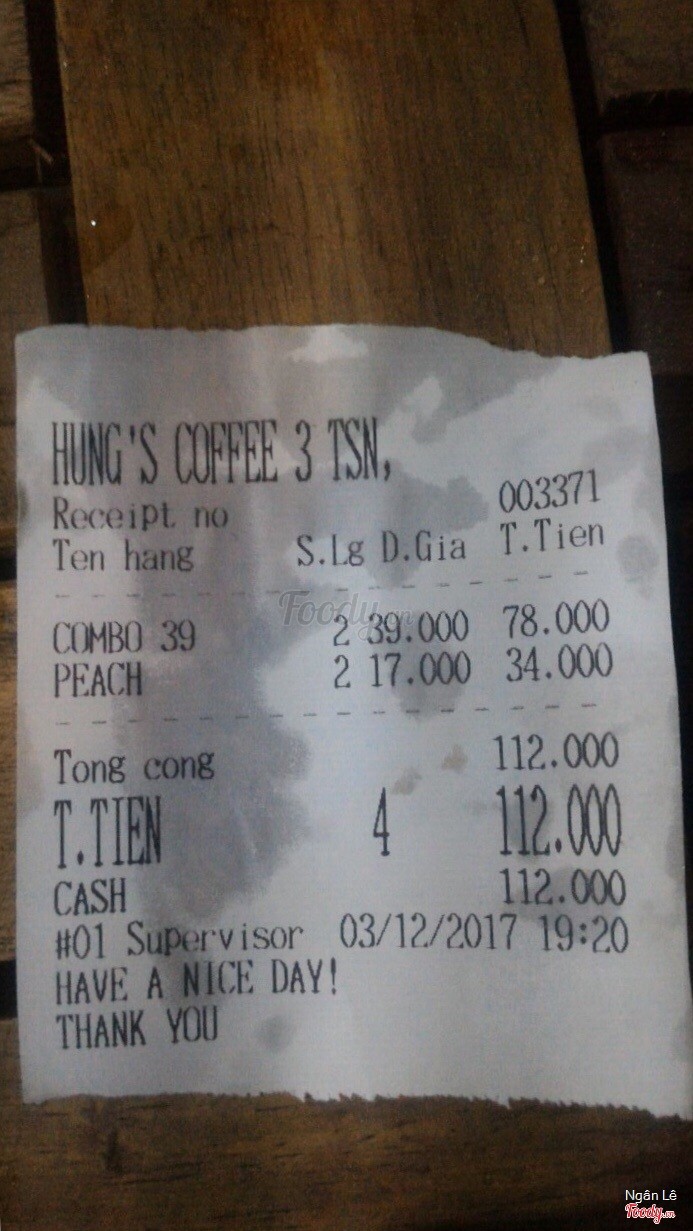 HUNG'S COFFEE 3 TSN,
Receipt no 003371
Ten hang S.Lg D.Gia T.Tien
COMBO 39 2 39.000 78.000
PEACH 2 17.000 34.000
Tong cong 112.000
T.TIEN 4 112.000
CASH 112.000
#01 Supervisor 03/12/2017 19:20
HAVE A NICE DAY!
THANK YOU
Foody.vn
Ngân Lê
Foody.vn